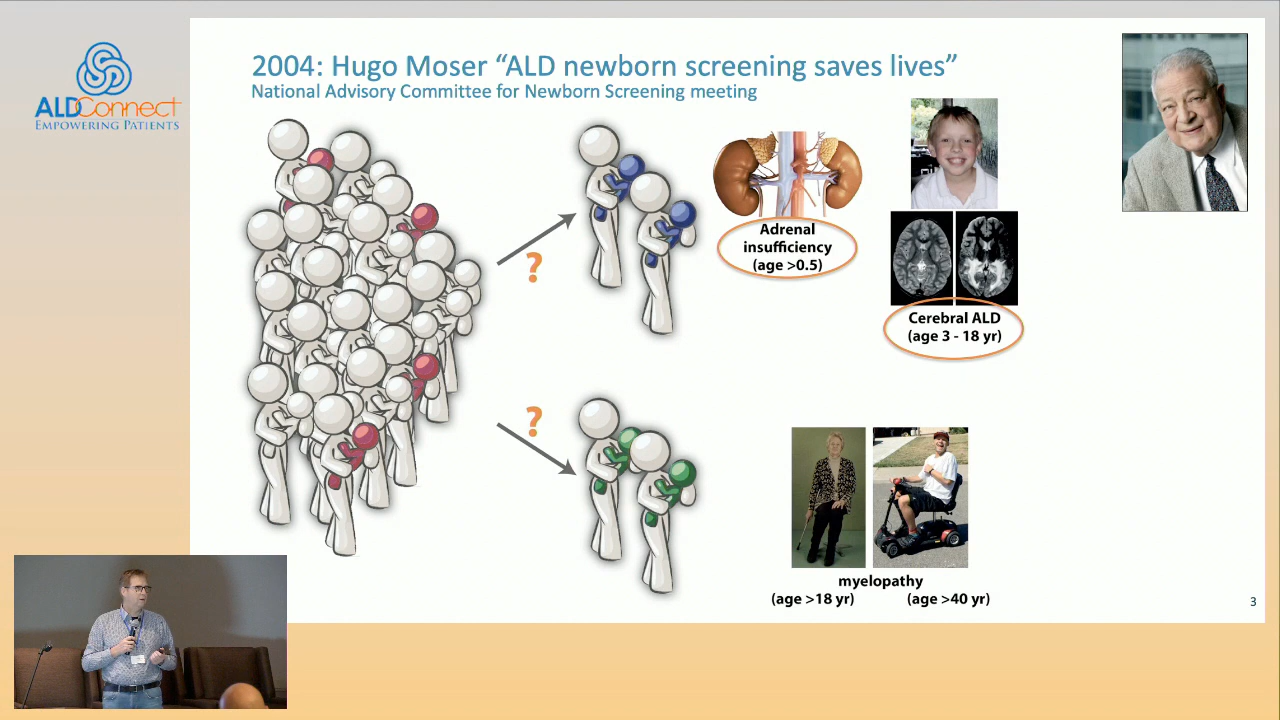 ALDConnect
EMPOWERING PATIENTS
2004: Hugo Moser “ALD newborn screening saves lives”
National Advisory Committee for Newborn Screening meeting
?
Adrenal
insufficiency
(age >0.5)
Cerebral ALD
(age 3 - 18 yr)
?
myelopathy
(age >18 yr) (age >40 yr)
3